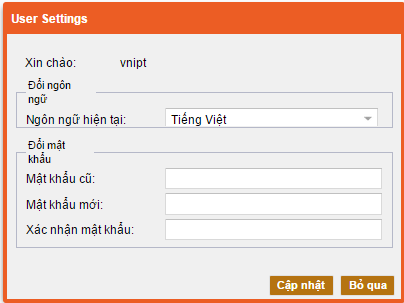 User Settings
Xin chào: vnipt
Đổi ngôn
ngữ
Ngôn ngữ hiện tại: Tiếng Việt
Đổi mật
khẩu
Mật khẩu cũ:
Mật khẩu mới:
Xác nhận mật khẩu:
Cập nhật Bỏ qua